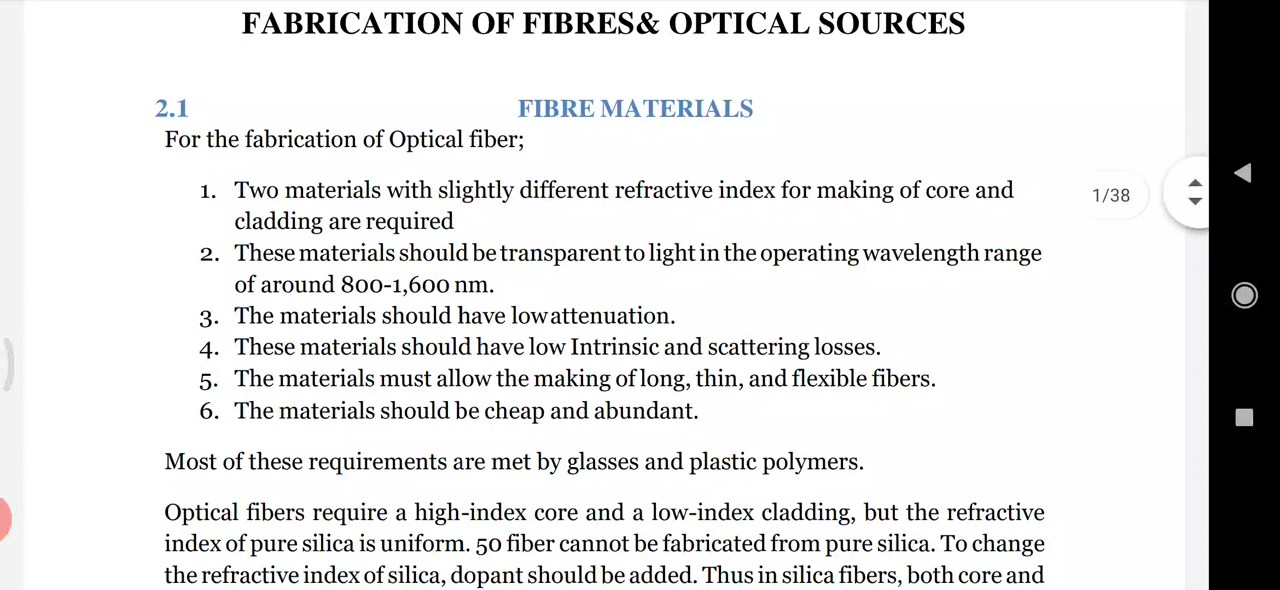 FABRICATION OF FIBRES& OPTICAL SOURCES
2.1 FIBRE MATERIALS
For the fabrication of Optical fiber;
1. Two materials with slightly different refractive index for making of core and
cladding are required
2. These materials should be transparent to light in the operating wavelength range
of around 800-1,600 nm.
3. The materials should have low attenuation.
4. These materials should have low Intrinsic and scattering losses.
5. The materials must allow the making of long, thin, and flexible fibers.
6. The materials should be cheap and abundant.
Most of these requirements are met by glasses and plastic polymers.
Optical fibers require a high-index core and a low-index cladding, but the refractive
index of pure silica is uniform. 50 fiber cannot be fabricated from pure silica. To change
the refractive index of silica, dopant should be added. Thus in silica fibers, both core and
1/38